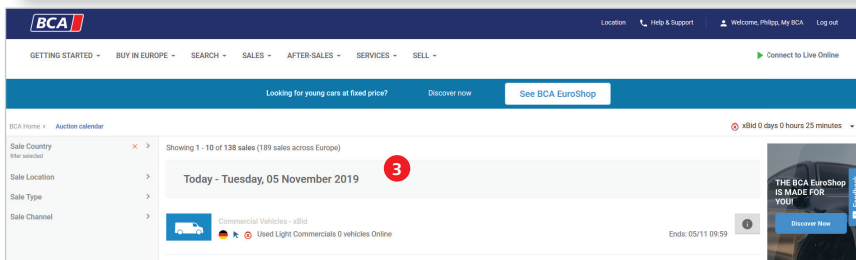 BCA
Location Help & Support Welcome, Philipp, My BCA Log out
GETTING STARTED BUY IN EUROPE SEARCH SALES AFTER-SALES SERVICES SELL Connect to Live Online
Looking for young cars at fixed price? Discover now See BCA EuroShop
BCA Home Auction calendar xBid 0 days 0 hours 25 minutes
Sale Country
filter selected
Sale Location
Sale Type
Sale Channel
Showing 1 - 10 of 138 sales (189 sales across Europe)
Today - Tuesday, 05 November 2019
3
Commercial Vehicles - xBid
Used Light Commercials 0 vehicles Online
Ends: 05/11 09:59
THE BCA EuroShop
IS MADE FOR
YOU!
Discover Now